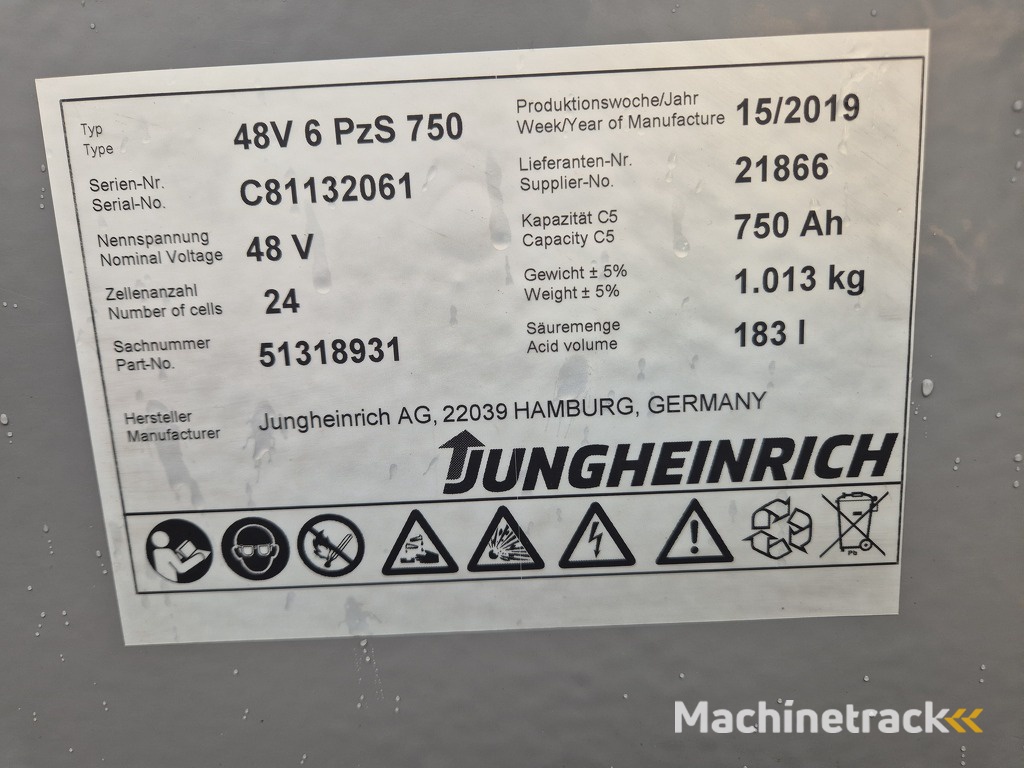 Typ
Type
48V 6 PzS 750
Produktionswoche/Jahr
Week/Year of Manufacture
15/2019
Serien-Nr.
Serial-No.
C81132061
Lieferanten-Nr.
Supplier-No.
21866
Nennspannung
Nominal Voltage
48 V
Kapazität C5
Capacity C5
750 Ah
Zellenanzahl
Number of cells
24
Gewicht ± 5%
Weight ± 5%
1.013 kg
Sachnummer
Part-No.
51318931
Säuremenge
Acid volume
183 l
Hersteller
Manufacturer
Jungheinrich AG, 22039 HAMBURG, GERMANY
JUNGHEINRICH
Pb
Machinetrack